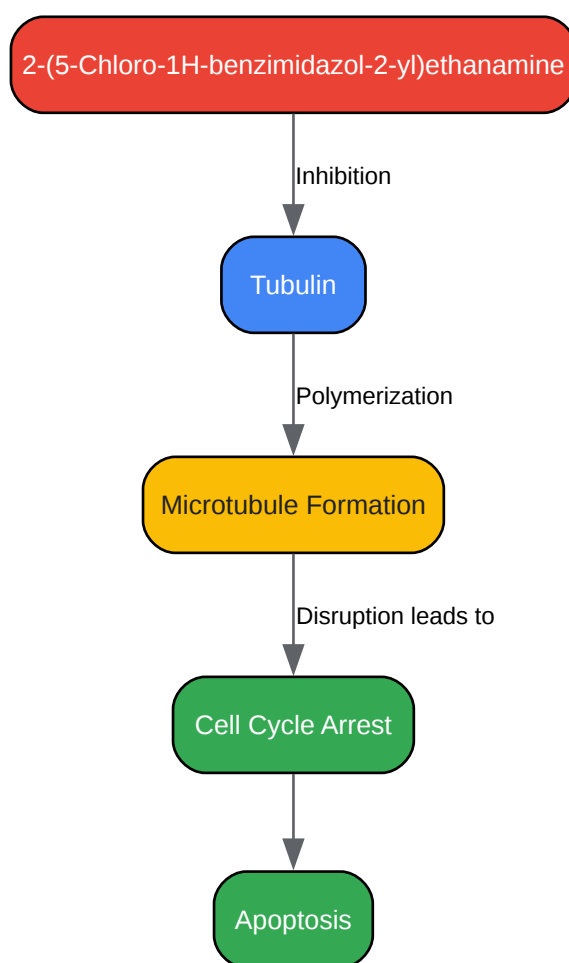 2-(5-Chloro-1H-benzimidazol-2-yl)ethanamine
Inhibition
Tubulin
Polymerization
Microtubule Formation
Disruption leads to
Cell Cycle Arrest
Apoptosis